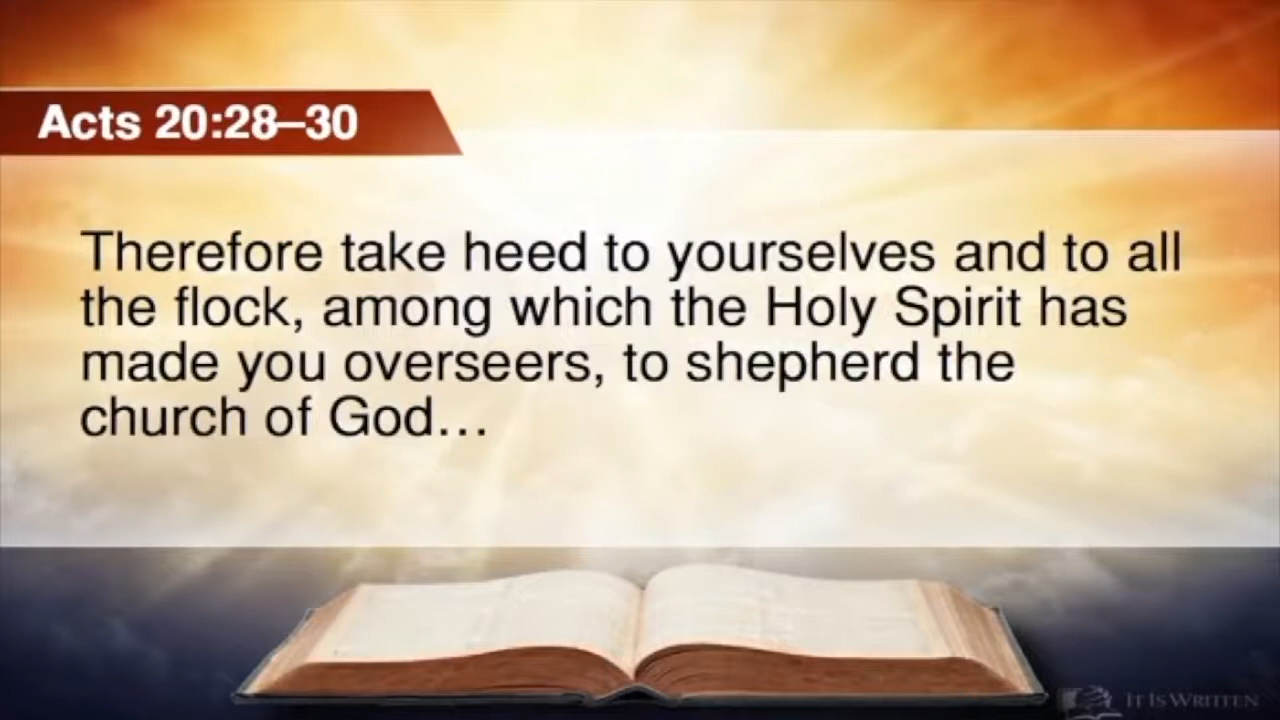 Acts 20:28–30
Therefore take heed to yourselves and to all
the flock, among which the Holy Spirit has
made you overseers, to shepherd the
church of God…
IT IS WRITTEN